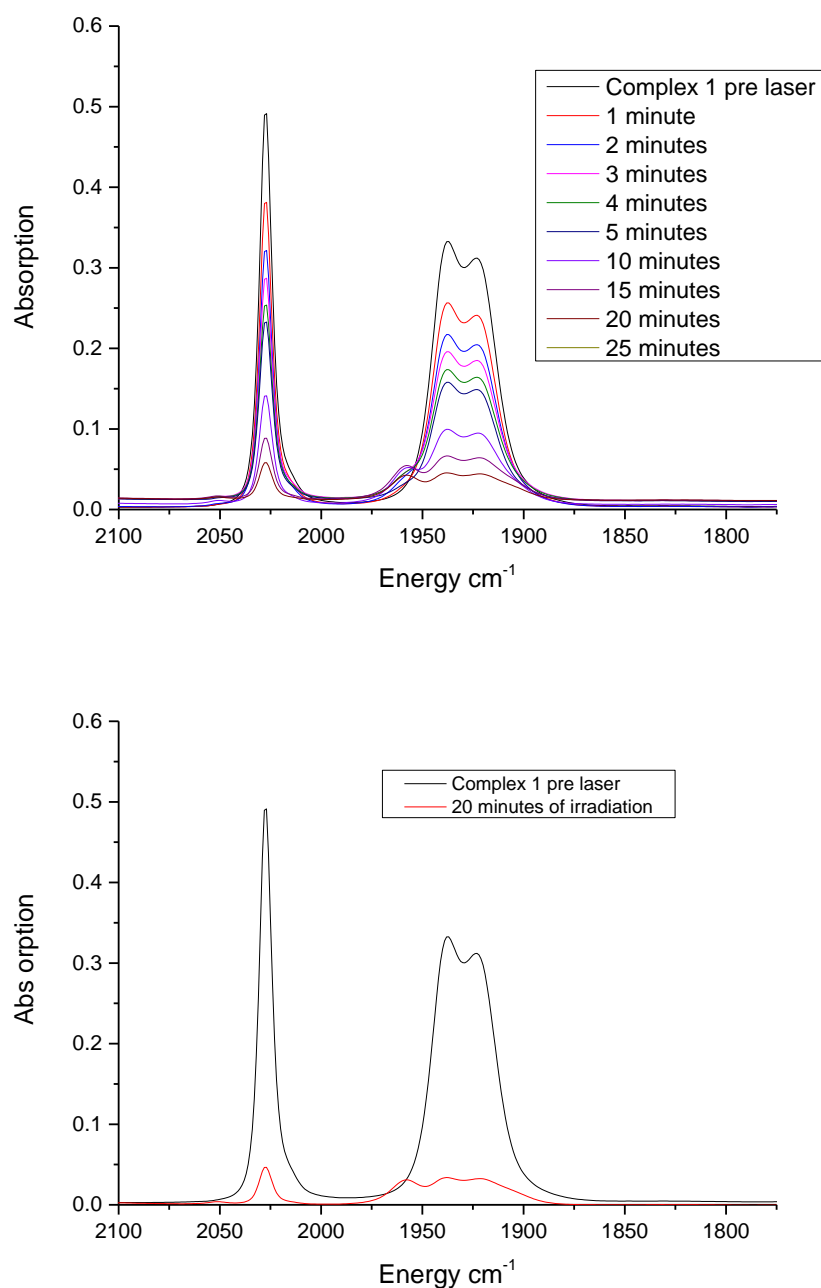 0.6
0.5
0.4
0.3
0.2
0.1
0.0
Absorption
Complex 1 pre laser
1 minute
2 minutes
3 minutes
4 minutes
5 minutes
10 minutes
15 minutes
20 minutes
25 minutes
2100 2050 2000 1950 1900 1850 1800
Energy cm⁻¹
0.6
0.5
0.4
0.3
0.2
0.1
0.0
Abs orption
Complex 1 pre laser
20 minutes of irradiation
2100 2050 2000 1950 1900 1850 1800
Energy cm⁻¹